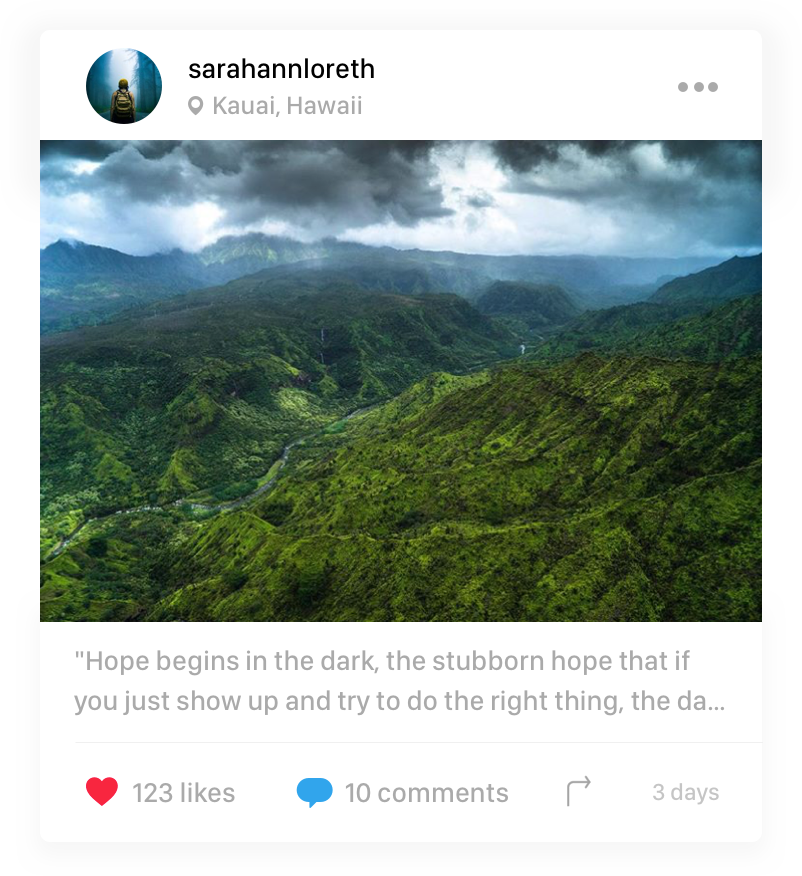 sarahannloreth
Kauai, Hawaii
"Hope begins in the dark, the stubborn hope that if
you just show up and try to do the right thing, the da...
123 likes
10 comments
3 days